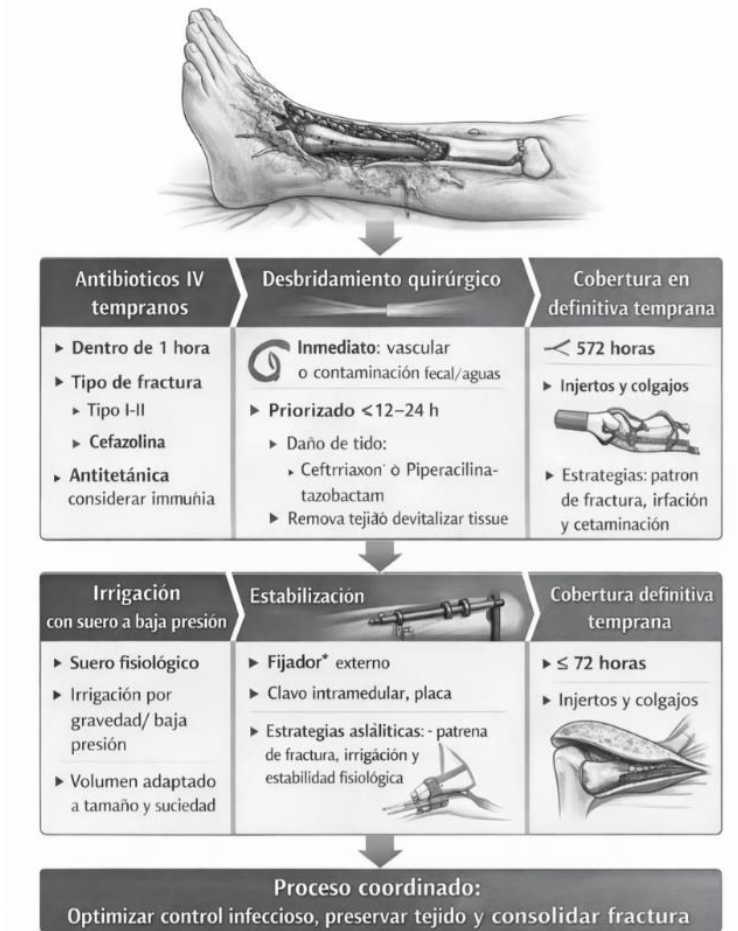 Antibioticos IV
tempranos
▸ Dentro de 1 hora
▸ Tipo de fractura
▸ Tipo I-II
▸ Cefazolina
▸ Antitetánica
considerar immuńia
Desbridamiento quirúrgico
Inmediato: vascular
o contaminación fecal/aguas
▸ Priorizado <12–24 h
▸ Daño de tido:
▸ Ceftrriaxon· ò Piperacilina-
tazobactam
▸ Remova tejiáò devitalizar tissue
Cobertura en
definitiva temprana
572 horas
▸ Injertos y colgajos
▸ Estrategias: patron
de fractura, irfación
y cetaminación
Irrigación
con suero a baja presión
▸ Suero fisiológico
▸ Irrigación por
gravedad/ baja
presión
▸ Volumen adaptado
a tamaño y suciedad
Estabilización
▸ Fijador* externo
▸ Clavo intramedular, placa
▸ Estrategias aslàliticas: - patrena
de fractura, irrigáción y
estabilidad fisiológica
Cobertura definitiva
temprana
▸ ≤ 72 horas
▸ Injertos y colgajos
Proceso coordinado:
Optimizar control infeccioso, preservar tejido y consolidar fractura